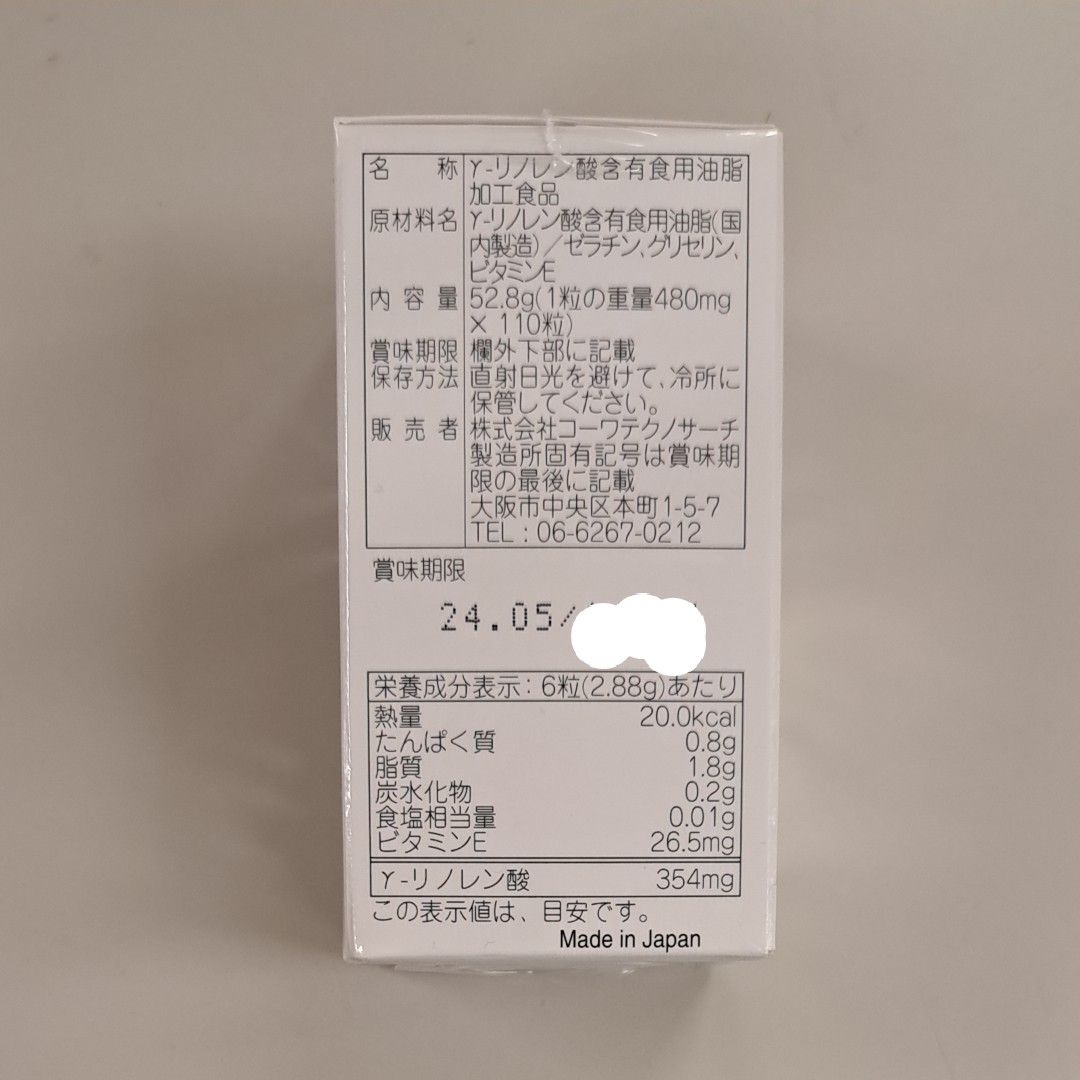 名称 γ-リノレン酸含有食用油脂
加工食品
原材料名 γ-リノレン酸含有食用油脂(国
内製造)/ゼラチン、グリセリン、
ビタミンE
内容量 52.8g(1粒の重量480mg
× 110粒)
賞味期限 欄外下部に記載
保存方法 直射日光を避けて、冷所に
保管してください。
販売者 株式会社コーワテクノサーチ
製造所固有記号は賞味期
限の最後に記載
大阪市中央区本町1-5-7
TEL : 06-6267-0212
賞味期限
24.05/
栄養成分表示: 6粒(2.88g)あたり
熱量 20.0kcal
たんぱく質 0.8g
脂質 1.8g
炭水化物 0.2g
食塩相当量 0.01g
ビタミンE 26.5mg
γ-リノレン酸 354mg
この表示値は、目安です。
Made in Japan